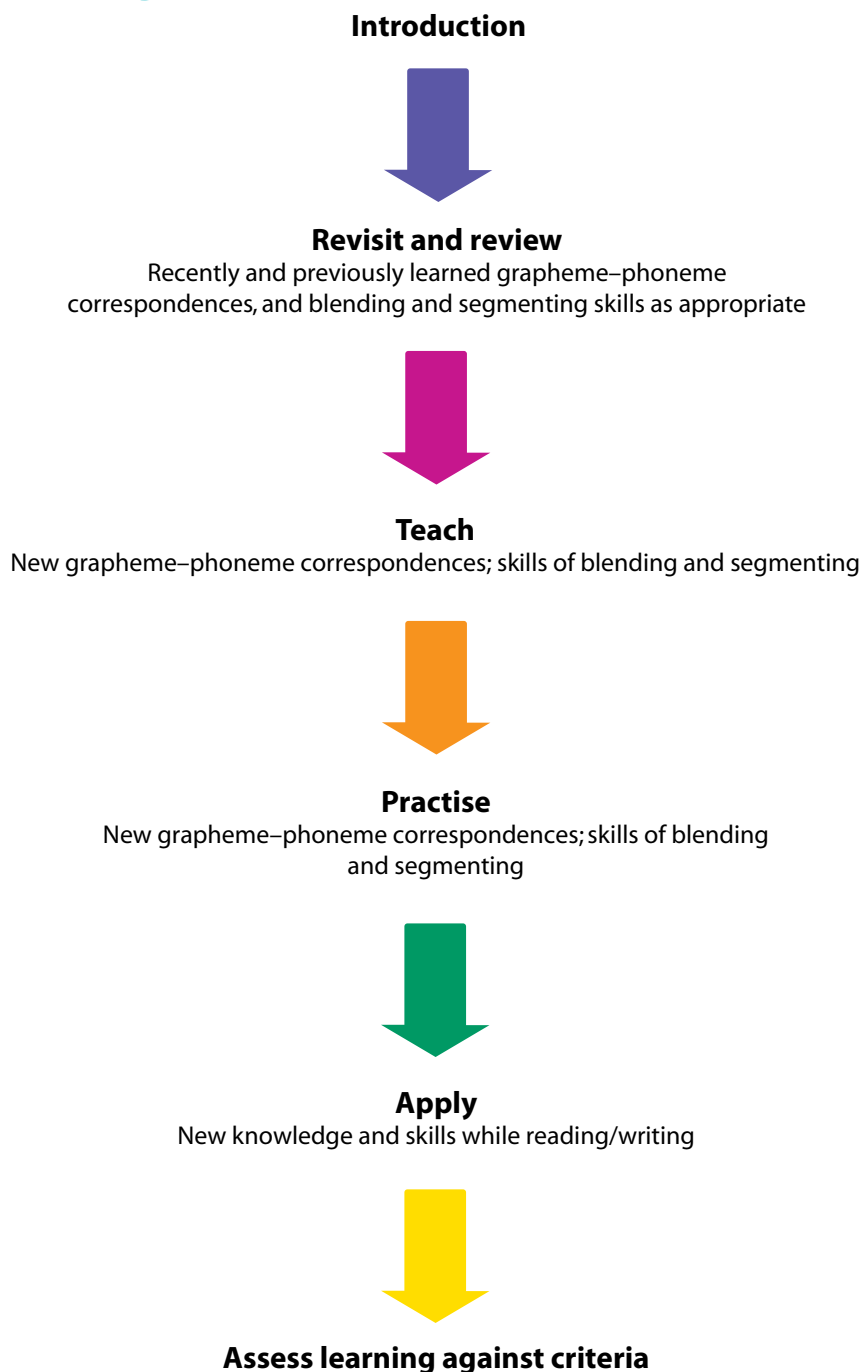 Introduction
Revisit and review
Recently and previously learned grapheme–phoneme
correspondences, and blending and segmenting skills as appropriate
Teach
New grapheme–phoneme correspondences; skills of blending and segmenting
Practise
New grapheme–phoneme correspondences; skills of blending
and segmenting
Apply
New knowledge and skills while reading/writing
Assess learning against criteria